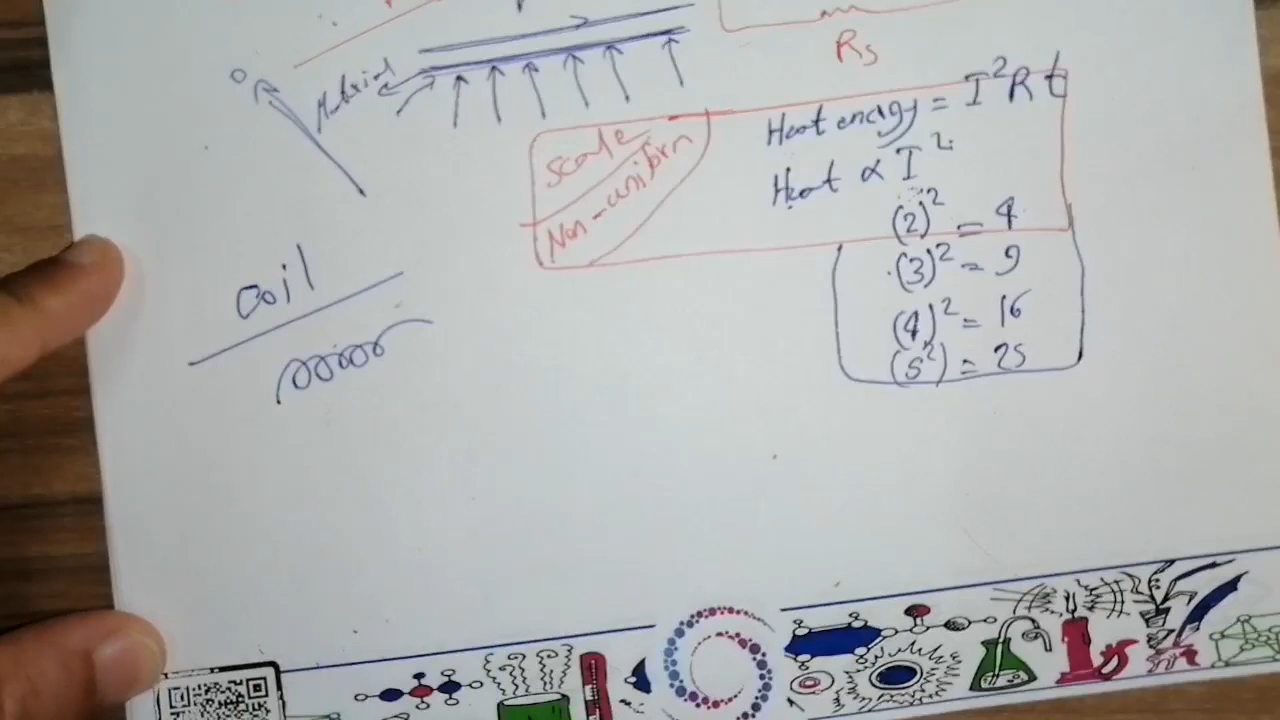 Rs
Material
Heat energy = I²Rt
Scale
Non-uniform
Heat ∝ I²
(2)² = 4
(3)² = 9
(4)² = 16
(5²) = 25
coil